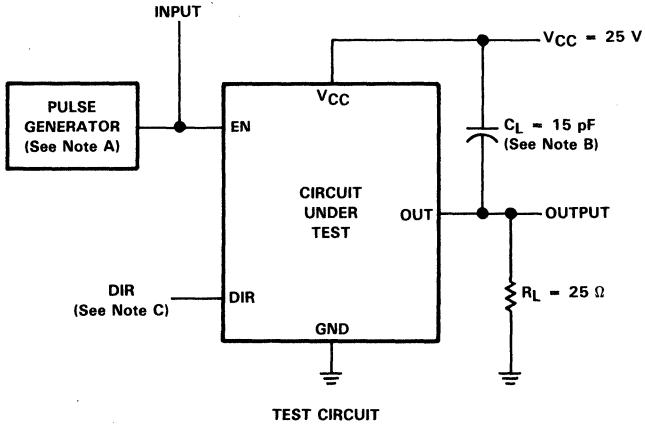 INPUT
VCC = 25 V
PULSE
GENERATOR
(See Note A)
VCC
EN
CL = 15 pF
(See Note B)
CIRCUIT
UNDER
TEST
OUT
OUTPUT
DIR
(See Note C)
DIR
RL = 25 Ω
GND
TEST CIRCUIT